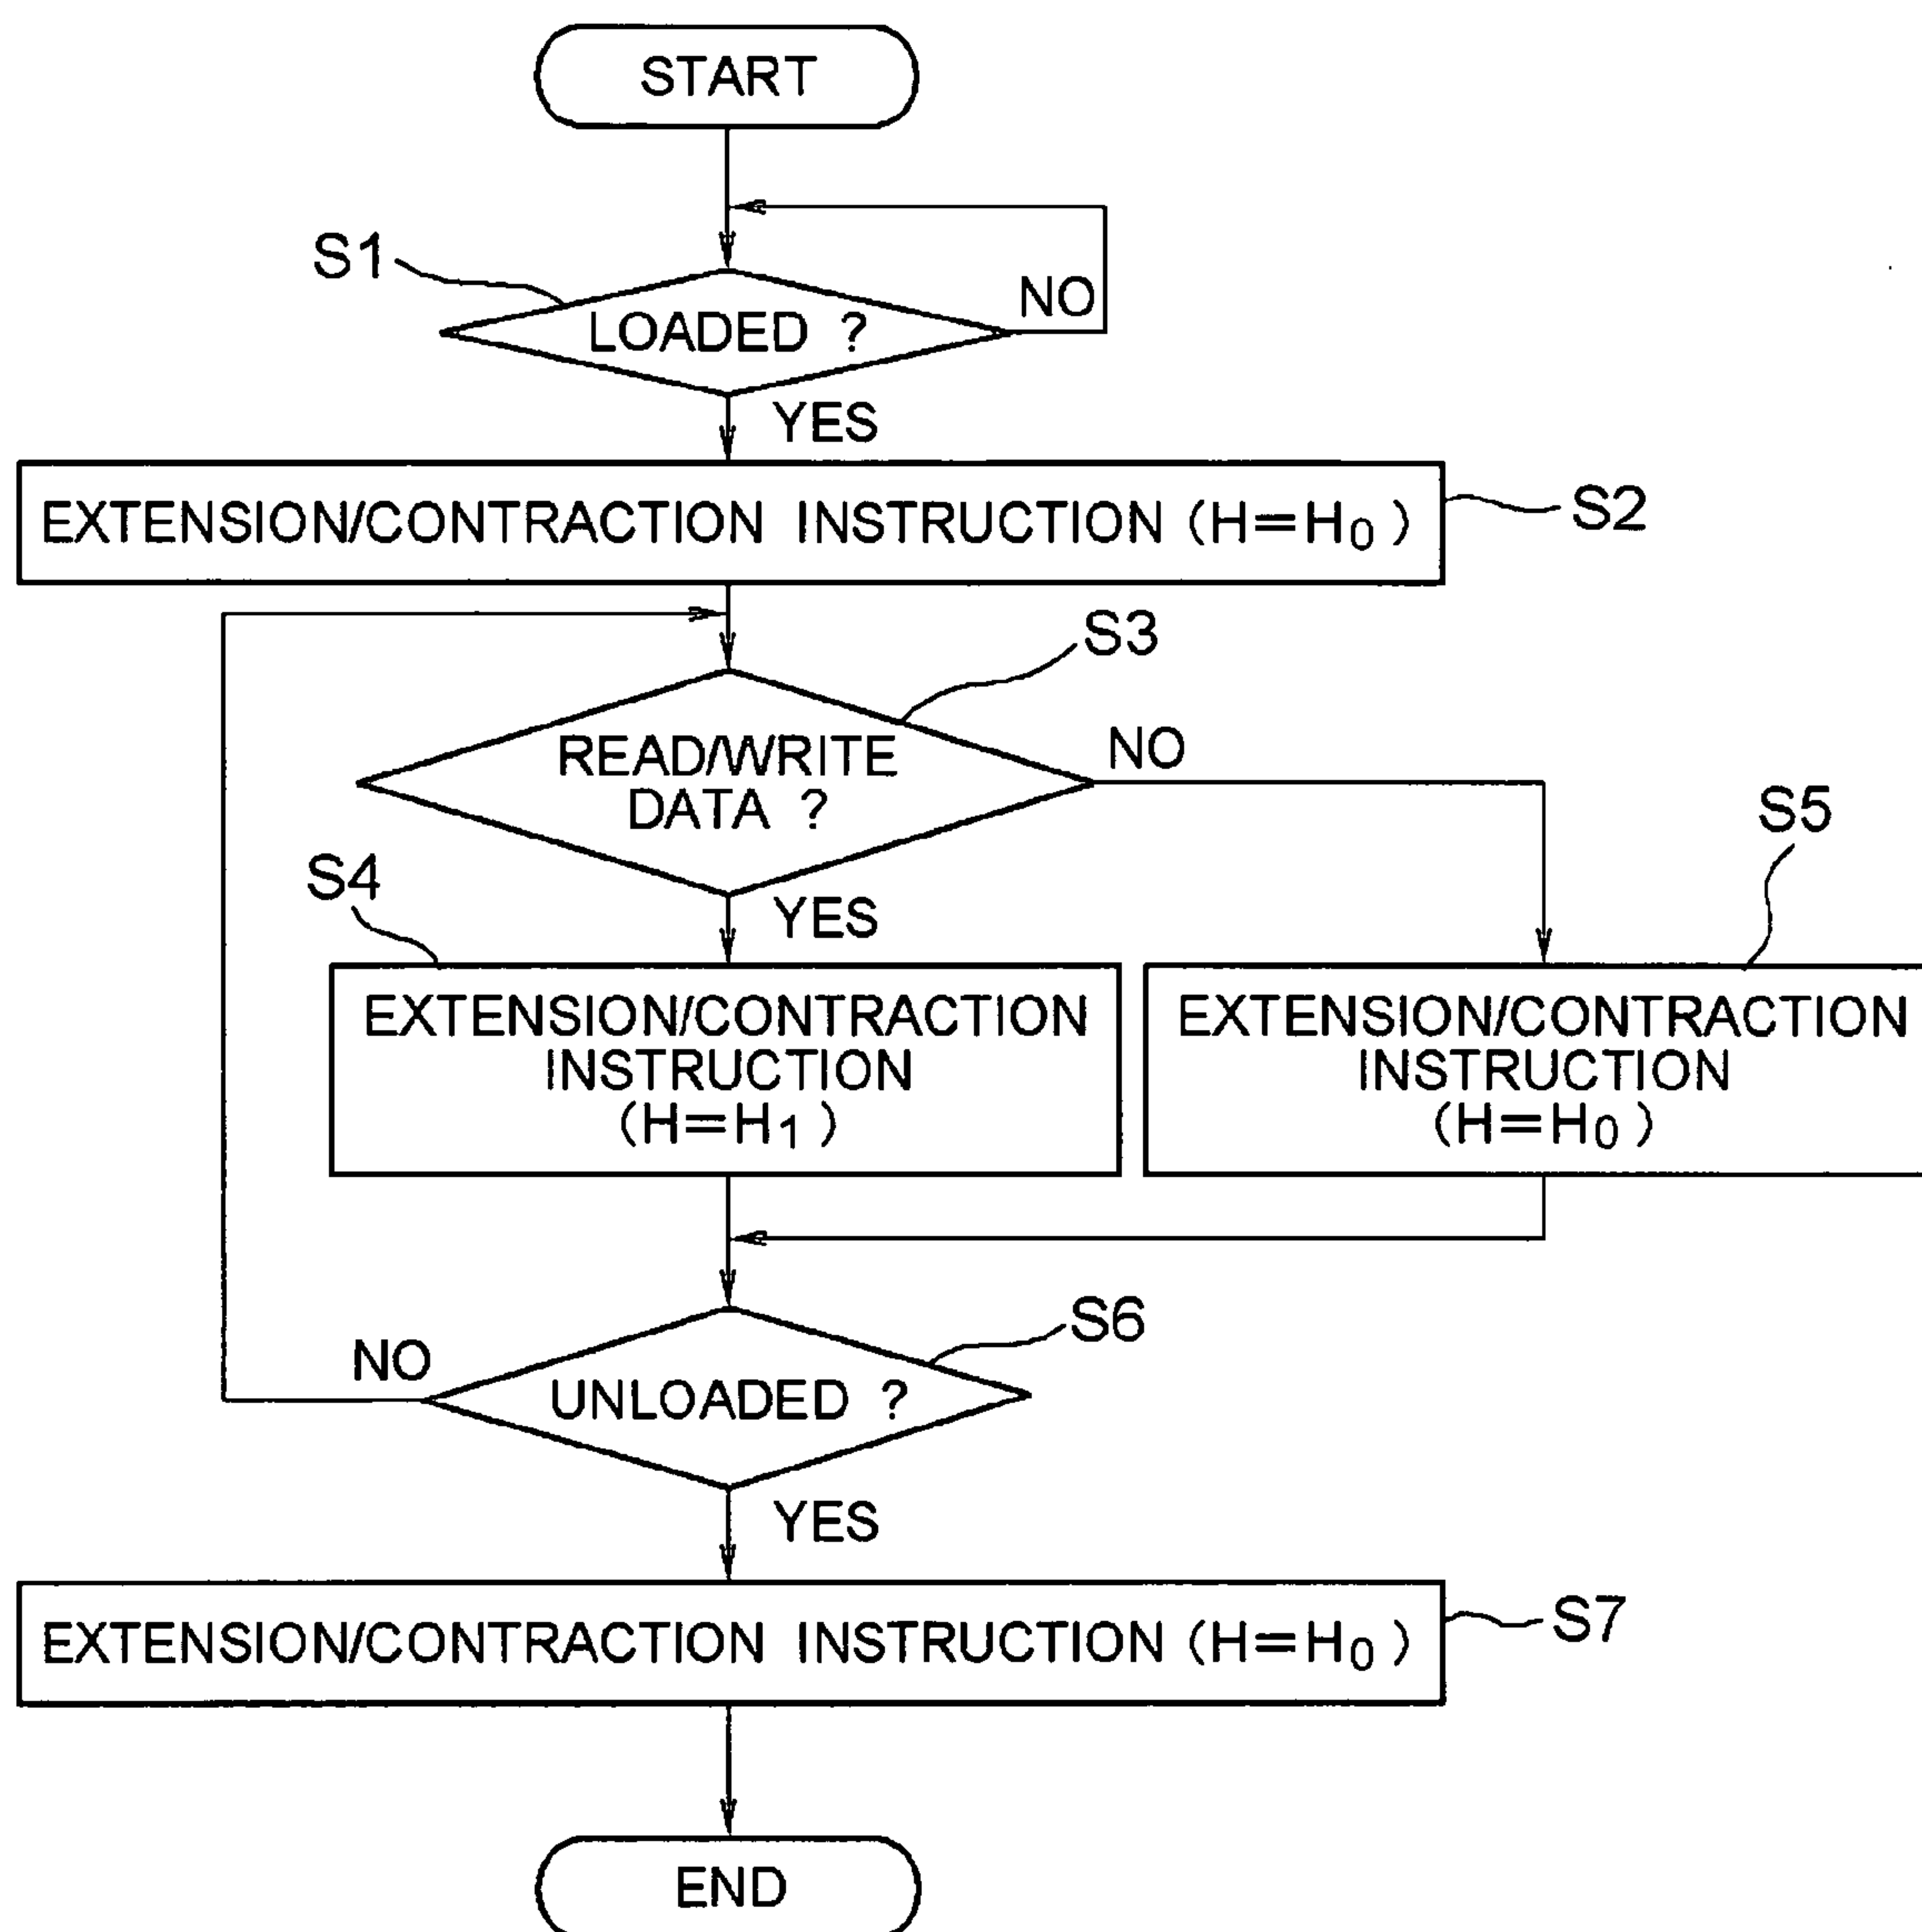 START
S1
NO
LOADED ?
YES
EXTENSION/CONTRACTION INSTRUCTION (H=H₀)
S2
S3
READ/WRITE
DATA ?
NO
S5
S4
YES
EXTENSION/CONTRACTION
INSTRUCTION
(H=H₁)
EXTENSION/CONTRACTION
INSTRUCTION
(H=H₀)
S6
NO
UNLOADED ?
YES
EXTENSION/CONTRACTION INSTRUCTION (H=H₀)
S7
END